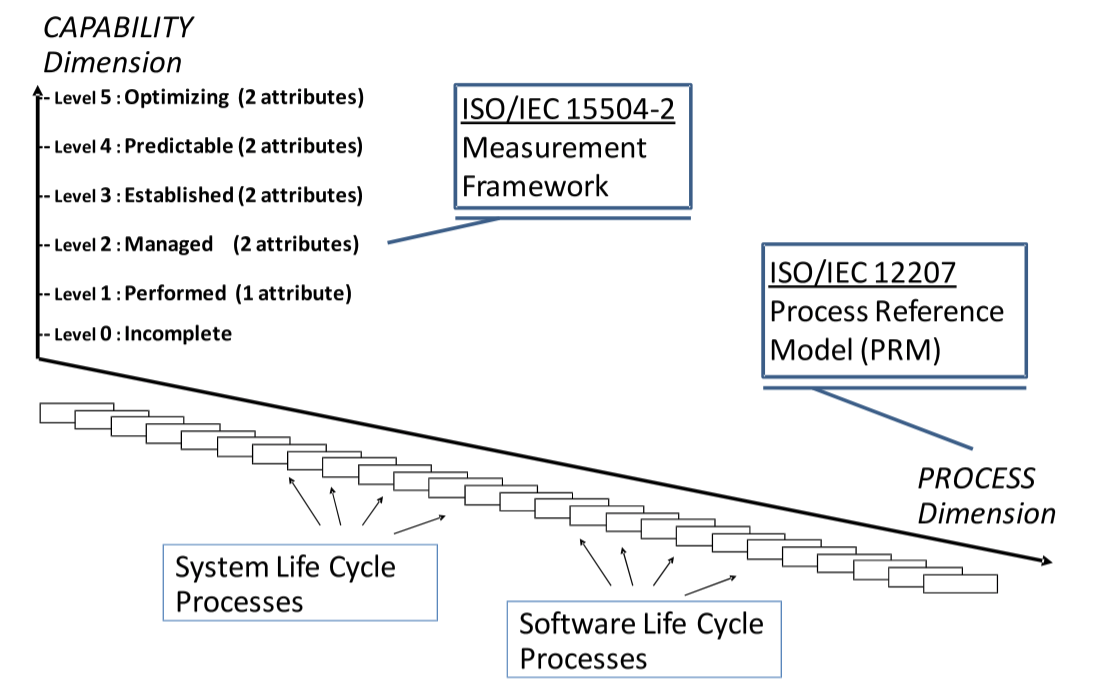 CAPABILITY
Dimension
Level 5 : Optimizing (2 attributes)
Level 4 : Predictable (2 attributes)
Level 3 : Established (2 attributes)
Level 2 : Managed (2 attributes)
Level 1 : Performed (1 attribute)
Level 0 : Incomplete
ISO/IEC 15504-2
Measurement
Framework
ISO/IEC 12207
Process Reference
Model (PRM)
PROCESS
Dimension
System Life Cycle
Processes
Software Life Cycle
Processes